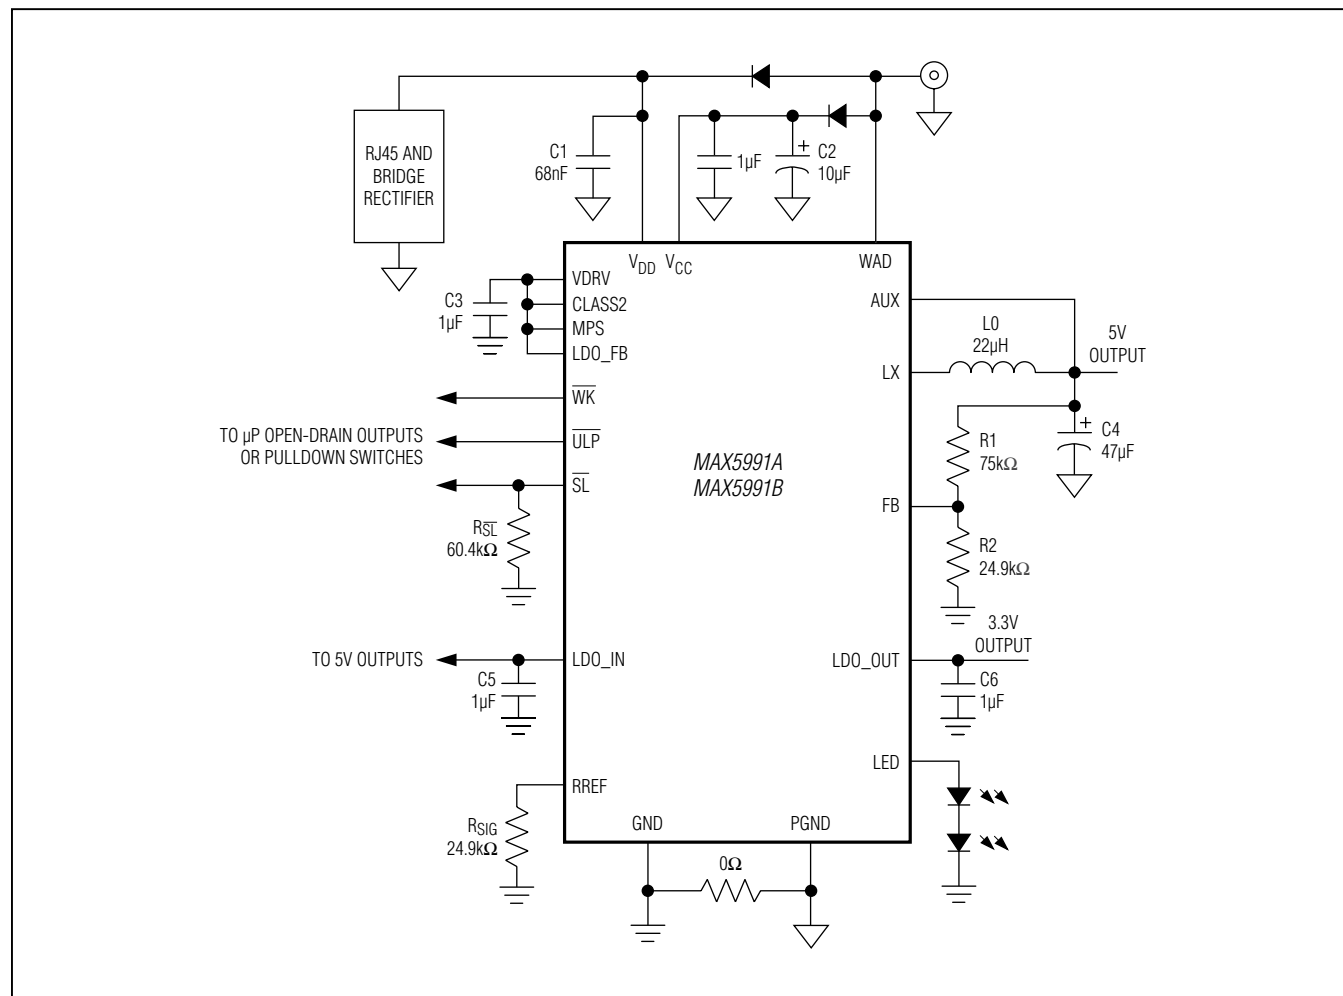 RJ45 AND
BRIDGE
RECTIFIER
C1
68nF
1µF
C2
+
10µF
VDD
VCC
WAD
VDRV
CLASS2
MPS
LDO_FB
C3
1µF
AUX
L0
22µH
LX
5V
OUTPUT
WK
TO µP OPEN-DRAIN OUTPUTS
OR PULLDOWN SWITCHES
ULP
SL
RSL
60.4kΩ
MAX5991A
MAX5991B
R1
75kΩ
+
C4
47µF
FB
R2
24.9kΩ
3.3V
OUTPUT
TO 5V OUTPUTS
LDO_IN
C5
1µF
LDO_OUT
C6
1µF
LED
RREF
RSIG
24.9kΩ
GND
PGND
0Ω